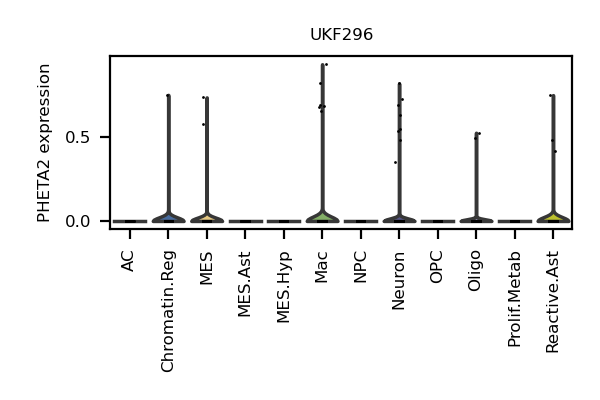 UKF296
PHETA2 expression
0.5
0.0
AC
Chromatin.Reg
MES
MES.Ast
MES.Hyp
Mac
NPC
Neuron
OPC
Oligo
Prolif.Metab
Reactive.Ast